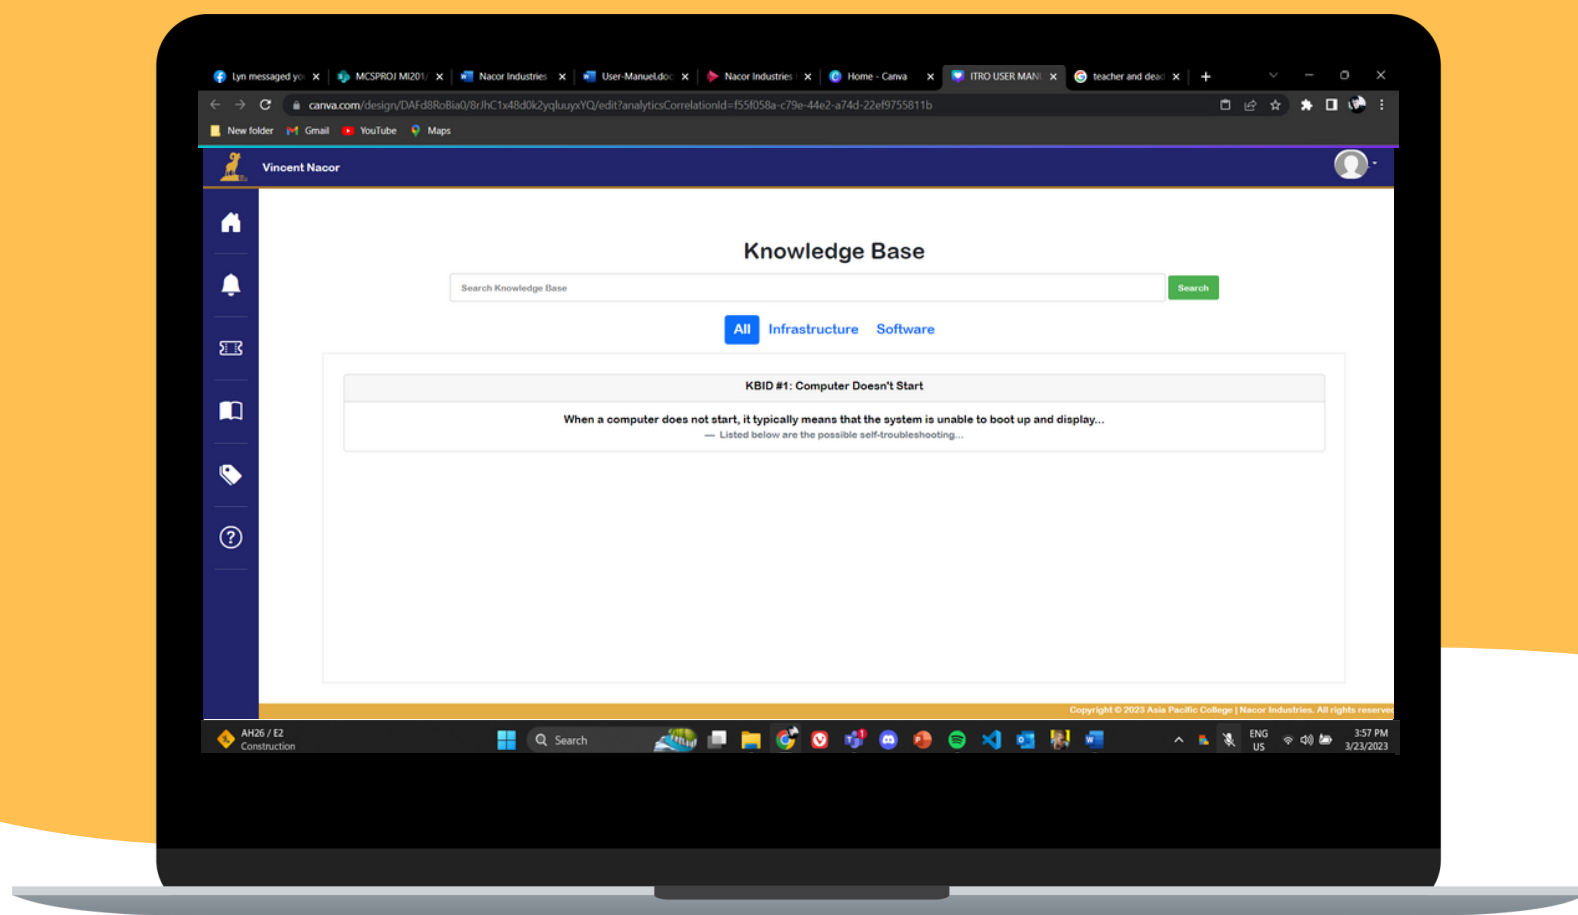 Lyn messaged yo
MCSPROJ MI201/
Nacor Industries
User-Manuel.doc
Nacor Industries
Home - Canva
ITRO USER MANU
teacher and dead
canva.com/design/DAFd8RoBia0/8rJhC1x48d0k2yqluuyxYQ/edit?analyticsCorrelationId=f55f058a-c79e-44e2-a74d-22ef9755811b
New folder
Gmail
YouTube
Maps
Vincent Nacor
Knowledge Base
Search Knowledge Base
Search
All
Infrastructure
Software
KBID #1: Computer Doesn't Start
When a computer does not start, it typically means that the system is unable to boot up and display...
— Listed below are the possible self-troubleshooting...
Copyright © 2023 Asia Pacific College | Nacor Industries. All rights reserved
AH26 / E2
Construction
Search
ENG
US
3:57 PM
3/23/2023